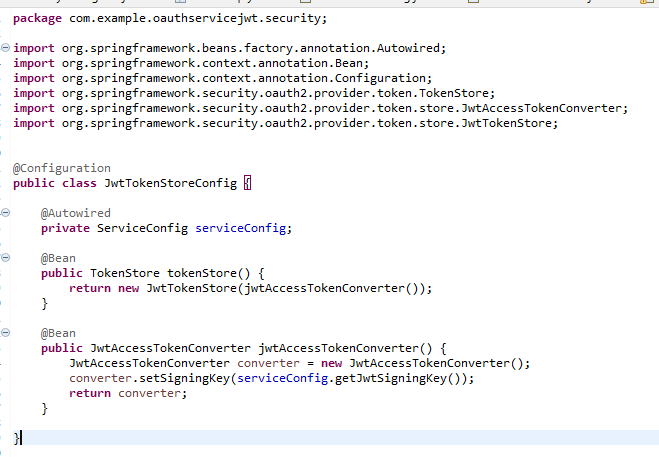 package com.example.oauthservicejwt.security;
import org.springframework.beans.factory.annotation.Autowired;
import org.springframework.context.annotation.Bean;
import org.springframework.context.annotation.Configuration;
import org.springframework.security.oauth2.provider.token.TokenStore;
import org.springframework.security.oauth2.provider.token.store.JwtAccessTokenConverter;
import org.springframework.security.oauth2.provider.token.store.JwtTokenStore;
@Configuration
public class JwtTokenStoreConfig {
@Autowired
private ServiceConfig serviceConfig;
@Bean
public TokenStore tokenStore() {
return new JwtTokenStore(jwtAccessTokenConverter());
}
@Bean
public JwtAccessTokenConverter jwtAccessTokenConverter() {
JwtAccessTokenConverter converter = new JwtAccessTokenConverter();
converter.setSigningKey(serviceConfig.getJwtSigningKey());
return converter;
}
}